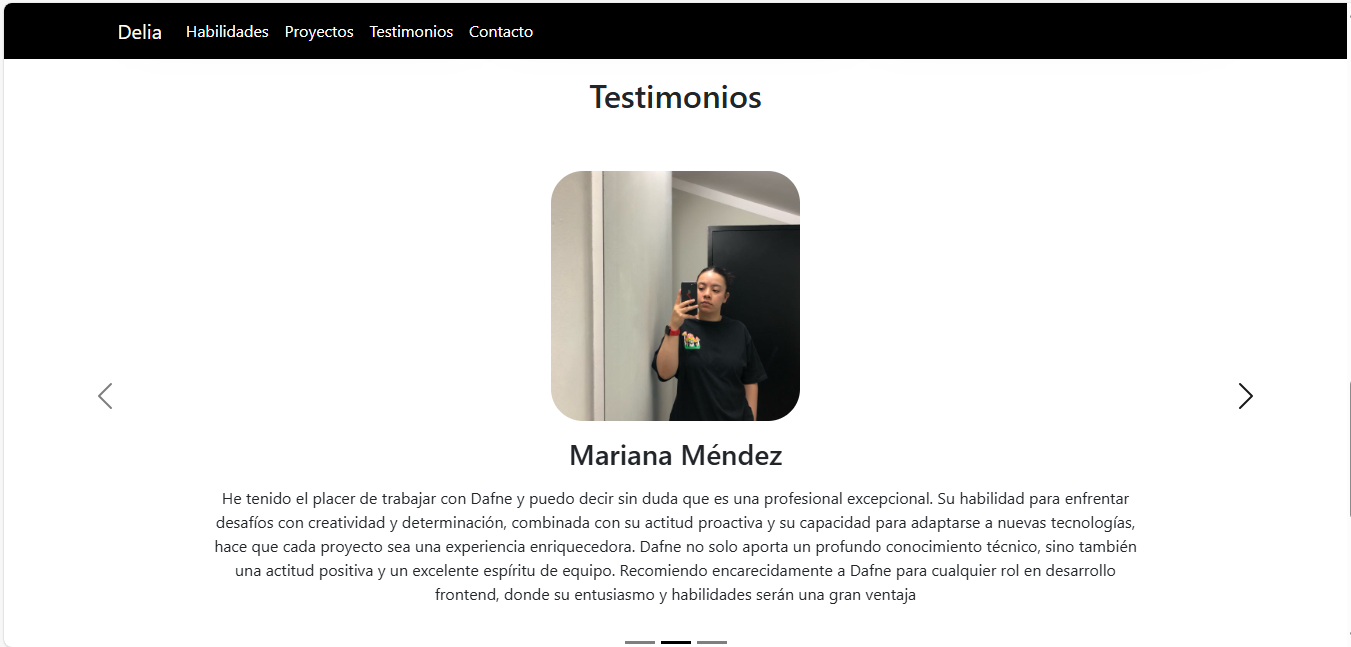 Delia Habilidades Proyectos Testimonios Contacto
Testimonios
Mariana Méndez
He tenido el placer de trabajar con Dafne y puedo decir sin duda que es una profesional excepcional. Su habilidad para enfrentar
desafíos con creatividad y determinación, combinada con su actitud proactiva y su capacidad para adaptarse a nuevas tecnologías,
hace que cada proyecto sea una experiencia enriquecedora. Dafne no solo aporta un profundo conocimiento técnico, sino también
una actitud positiva y un excelente espíritu de equipo. Recomiendo encarecidamente a Dafne para cualquier rol en desarrollo
frontend, donde su entusiasmo y habilidades serán una gran ventaja